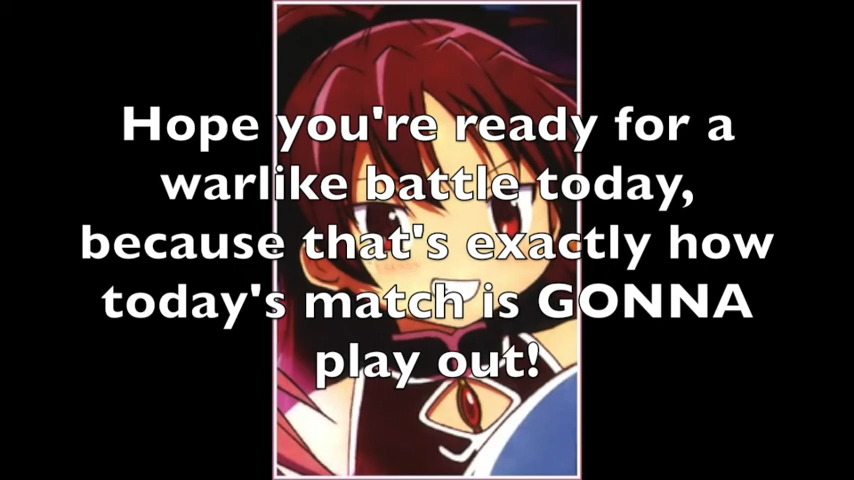 Hope you're ready for a
warlike battle today,
because that's exactly how
today's match is GONNA
play out!